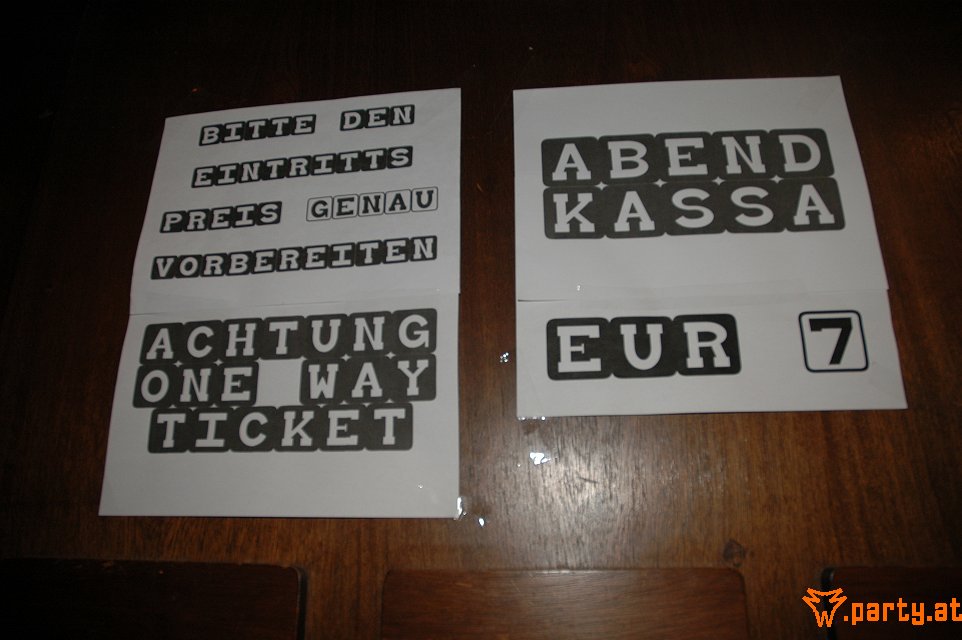 BITTE DEN
EINTRITTS
PREIS GENAU
VORBEREITEN
ACHTUNG
ONE WAY
TICKET
ABEND
KASSA
EUR 7
w.party.at